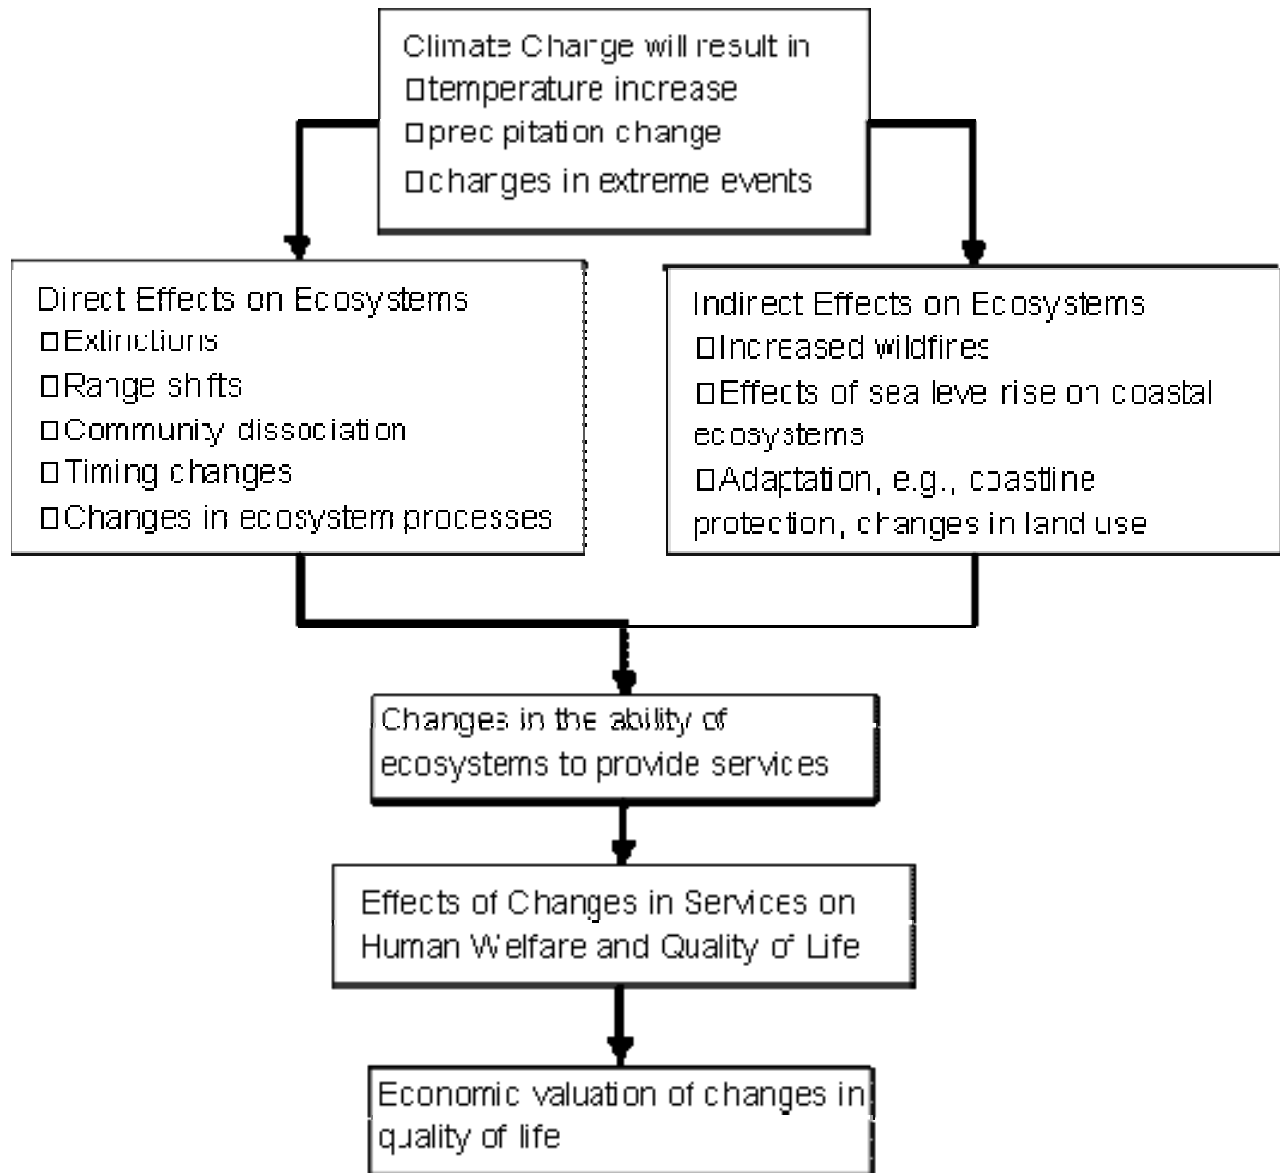 Climate Change will result in
□temperature increase
□prec pitation change
□changes in extreme events
Direct Effects on Ecosystems
□Extinctions
□Range shifts
□Community dissociation
□Timing changes
□Changes in ecosystem processes
Indirect Effects on Ecosystems
□Increased wildfires
□Effects of sea level rise on coastal
ecosystems
□Adaptation, e.g., coastline
protection, changes in land use
Changes in the ability of
ecosystems to provide services
Effects of Changes in Services on
Human Welfare and Quality of Life
Economic valuation of changes in
quality of life